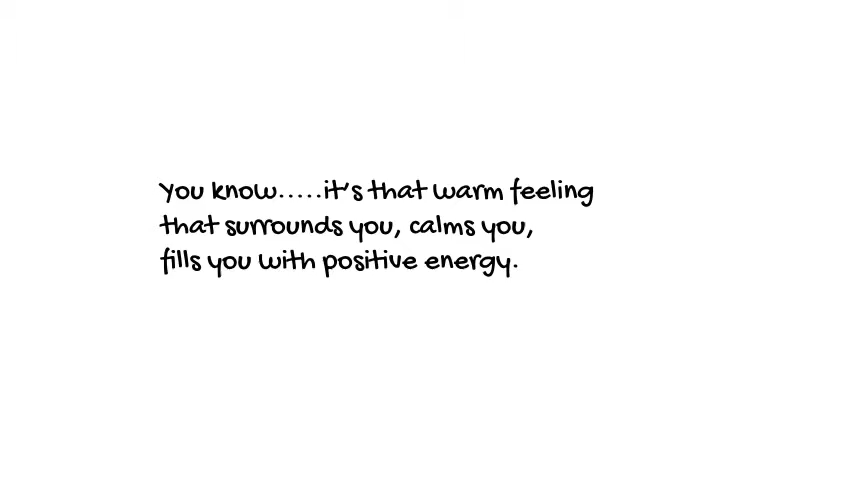 You know.....it's that warm feeling
that surrounds you, calms you,
fills you with positive energy.